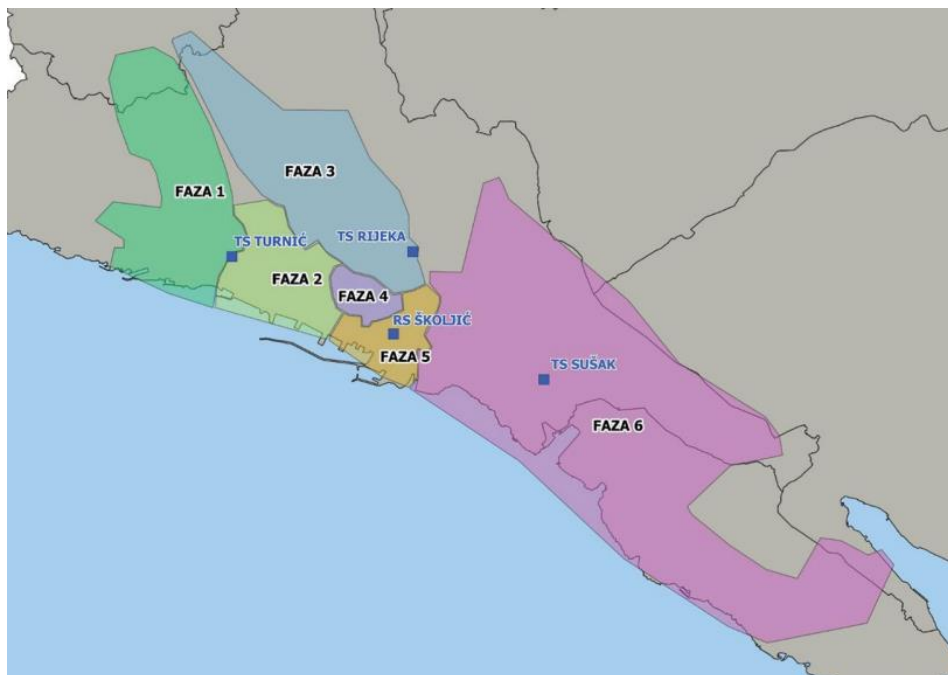 FAZA 3
FAZA 1
TS RIJEKA
TS TURNIĆ
FAZA 2
FAZA 4
RS ŠKOLJIĆ
FAZA 5
TS SUŠAK
FAZA 6